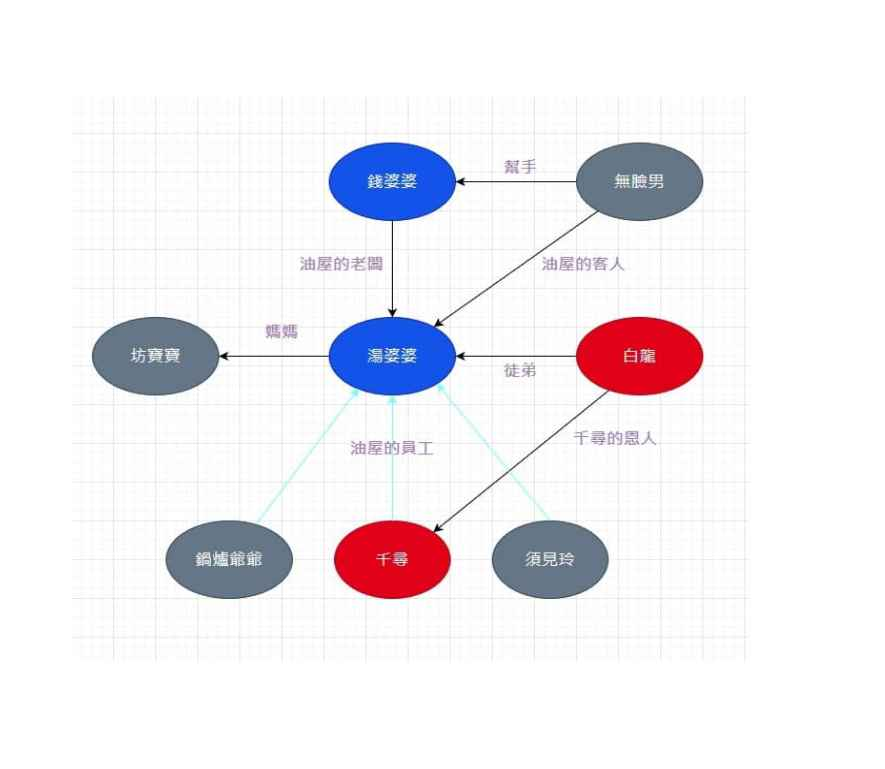 錢婆婆
幫手
無臉男
油屋的老闆
油屋的客人
坊寶寶
媽媽
湯婆婆
徒弟
白龍
油屋的員工
千尋的恩人
鍋爐爺爺
千尋
須見玲